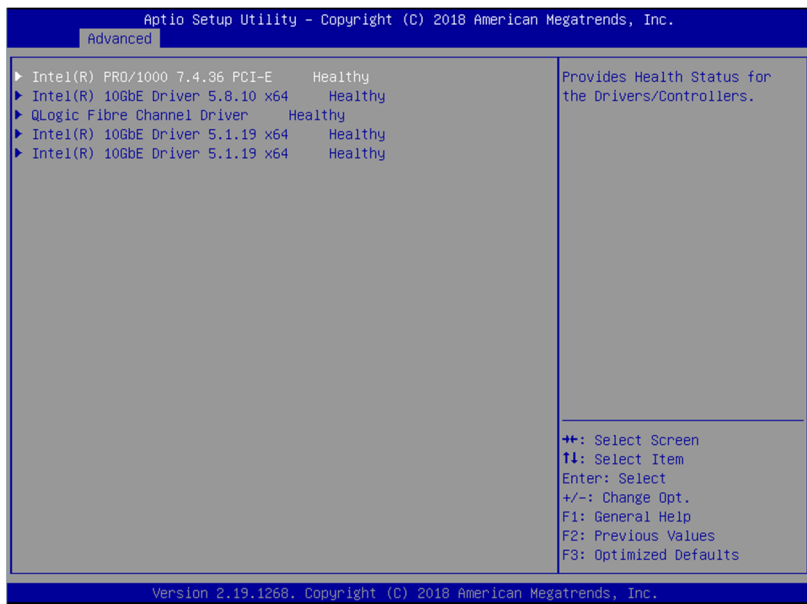 Aptio Setup Utility – Copyright (C) 2018 American Megatrends, Inc.
Advanced
▶ Intel(R) PRO/1000 7.4.36 PCI-E Healthy
▶ Intel(R) 10GbE Driver 5.8.10 x64 Healthy
▶ QLogic Fibre Channel Driver Healthy
▶ Intel(R) 10GbE Driver 5.1.19 x64 Healthy
▶ Intel(R) 10GbE Driver 5.1.19 x64 Healthy
Provides Health Status for
the Drivers/Controllers.
→←: Select Screen
↑↓: Select Item
Enter: Select
+/-: Change Opt.
F1: General Help
F2: Previous Values
F3: Optimized Defaults
Version 2.19.1268. Copyright (C) 2018 American Megatrends, Inc.